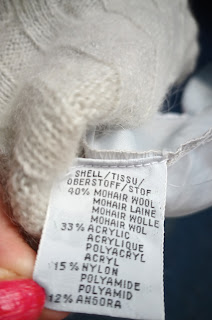 SHELL/TISSU/
OBERSTOFF/STOF
40% MOHAIR WOOL
MOHAIR LAINE
MOHAIR WOLLE
MOHAIR WOL
33% ACRYLIC
ACRYLIQUE
POLYACRYL
ACRYL
15% NYLON
POLYAMIDE
POLYAMID
12% ANGORA